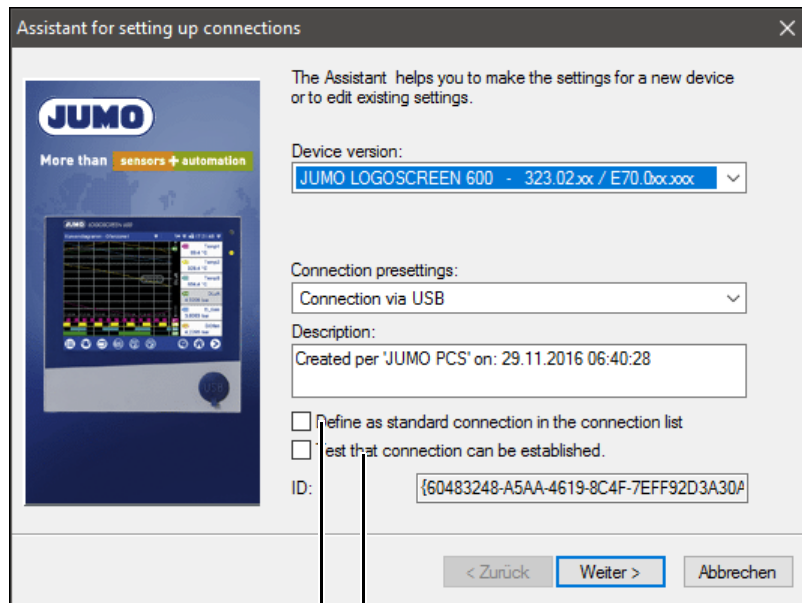 Assistant for setting up connections
JUMO
More than sensors + automation
The Assistant helps you to make the settings for a new device
or to edit existing settings.
Device version:
JUMO LOGOSCREEN 600 - 323.02.xx / E70.0xx.xxx
Connection presettings:
Connection via USB
Description:
Created per 'JUMO PCS' on: 29.11.2016 06:40:28
Define as standard connection in the connection list
Test that connection can be established.
ID: {60483248-A5AA-4619-8C4F-7EFF92D3A30A
< Zurück Weiter > Abbrechen